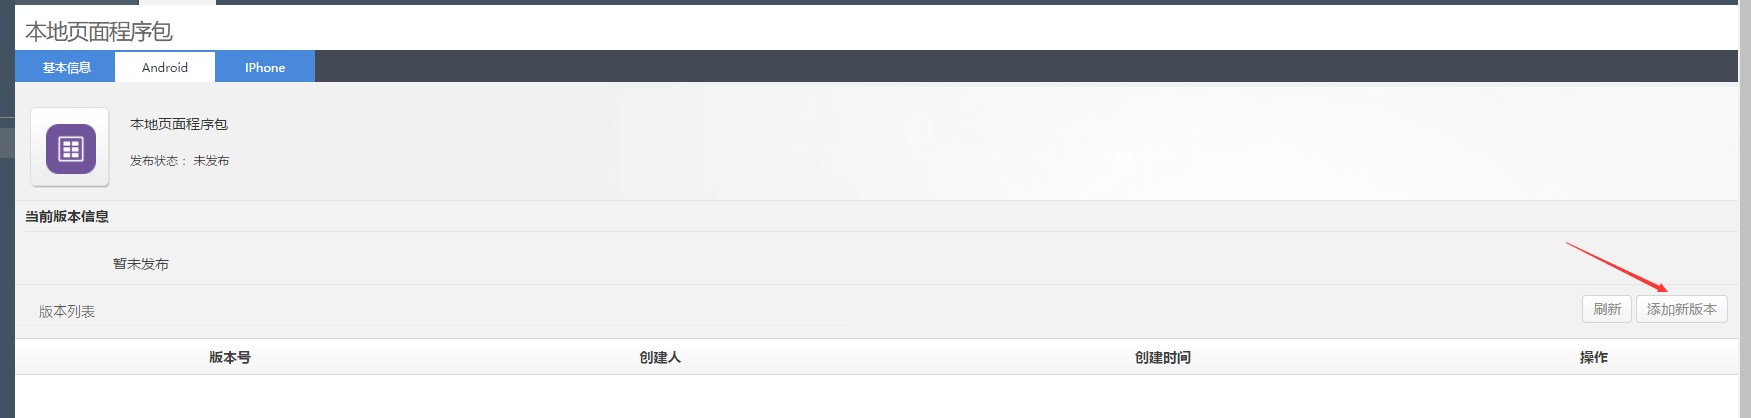 本地页面程序包
基本信息 Android IPhone
本地页面程序包
发布状态： 未发布
当前版本信息
暂未发布
版本列表 刷新 添加新版本
版本号 创建人 创建时间 操作